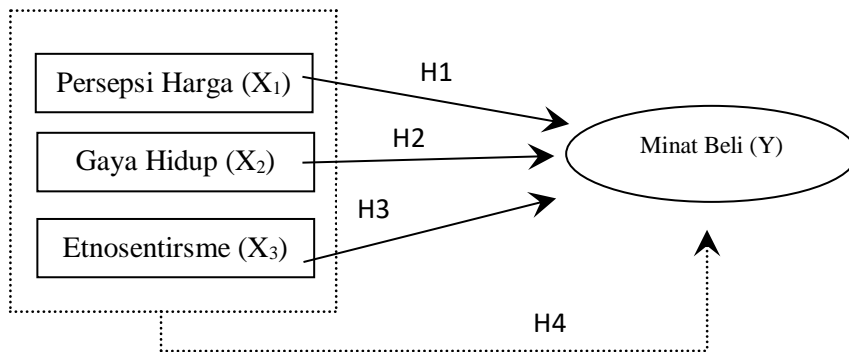 Persepsi Harga (X₁)
H1
Gaya Hidup (X₂)
H2
Minat Beli (Y)
Etnosentirsme (X₃)
H3
H4